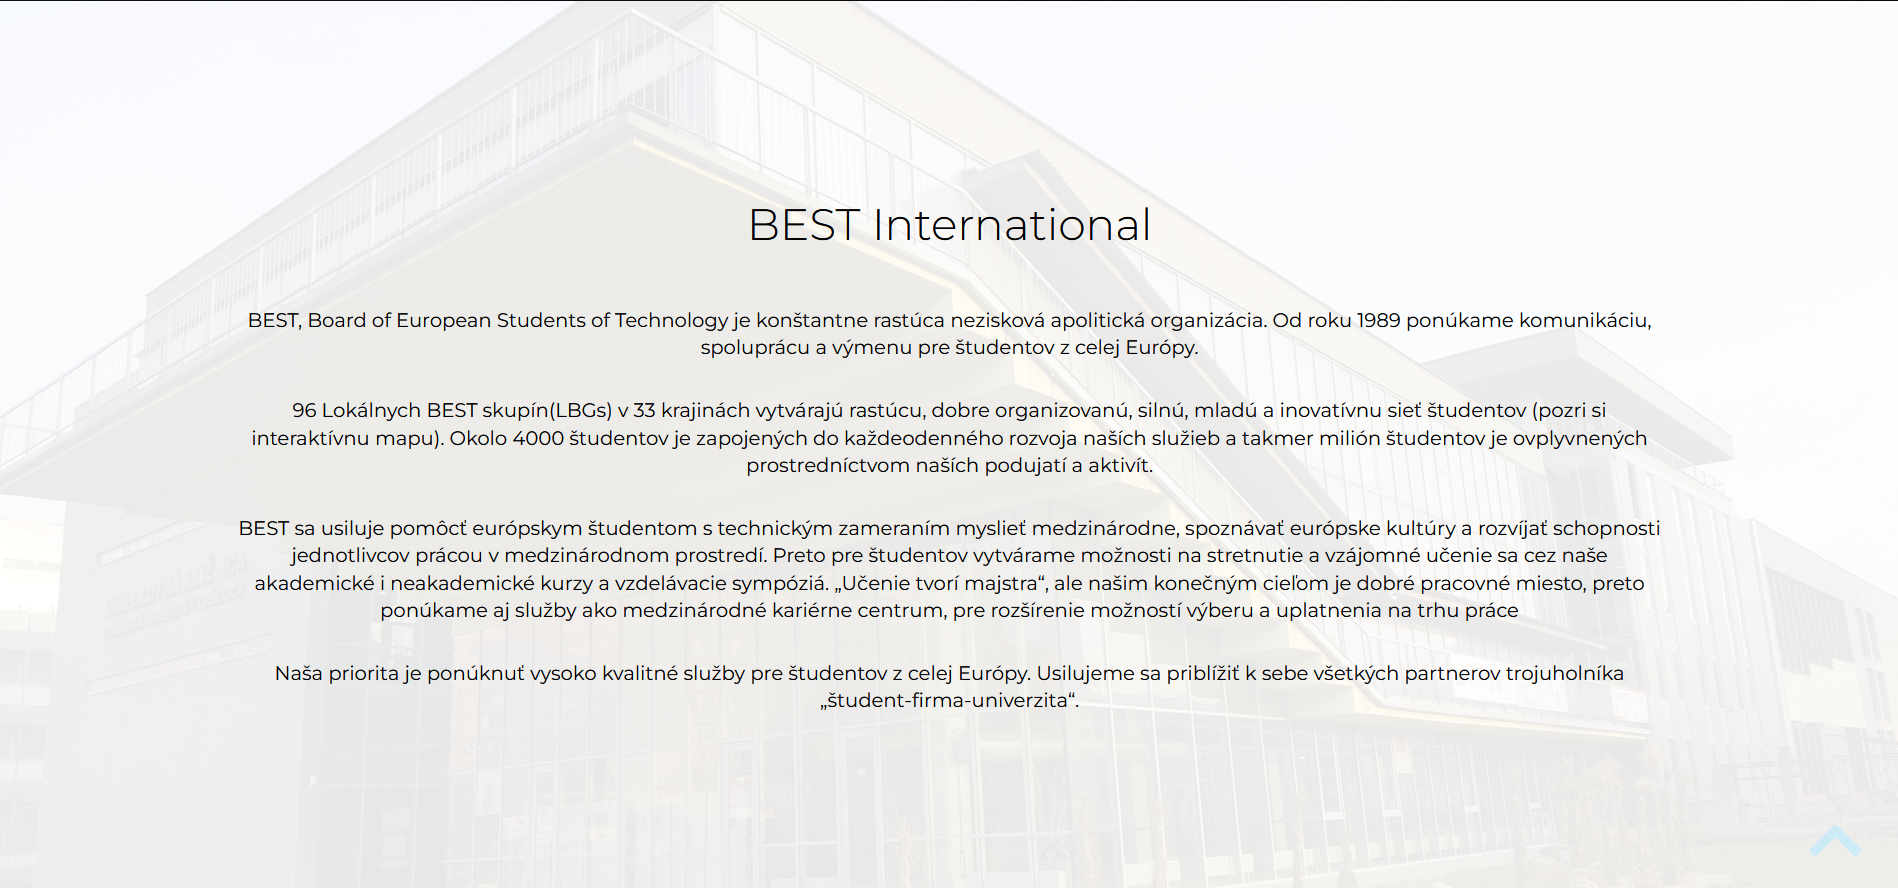 BEST International
BEST, Board of European Students of Technology je konštantne rastúca nezisková apolitická organizácia. Od roku 1989 ponúkame komunikáciu,
spoluprácu a výmenu pre študentov z celej Európy.
96 Lokálnych BEST skupín(LBGs) v 33 krajinách vytvárajú rastúcu, dobre organizovanú, silnú, mladú a inovatívnu sieť študentov (pozri si
interaktívnu mapu). Okolo 4000 študentov je zapojených do každeodenného rozvoja naších služieb a takmer milión študentov je ovplyvnených
prostredníctvom naších podujatí a aktivít.
BEST sa usiluje pomôcť európskym študentom s technickým zameraním myslieť medzinárodne, spoznávať európske kultúry a rozvíjať schopnosti
jednotlivcov prácou v medzinárodnom prostredí. Preto pre študentov vytvárame možnosti na stretnutie a vzájomné učenie sa cez naše
akademické i neakademické kurzy a vzdelávacie sympóziá. „Učenie tvorí majstra“, ale našim konečným cieľom je dobré pracovné miesto, preto
ponúkame aj služby ako medzinárodné kariérne centrum, pre rozšírenie možností výberu a uplatnenia na trhu práce
Naša priorita je ponúknuť vysoko kvalitné služby pre študentov z celej Európy. Usilujeme sa priblížiť k sebe všetkých partnerov trojuholníka
„študent-firma-univerzita“.